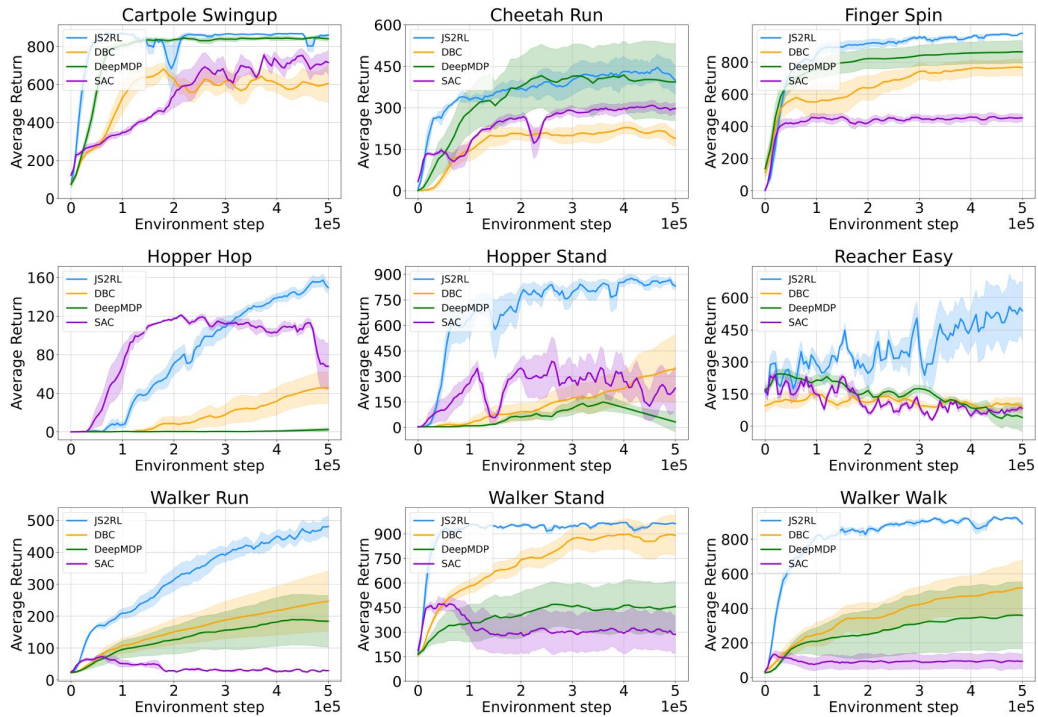 Cartpole Swingup
Average Return
800
600
400
200
0
JS2RL
DBC
DeepMDP
SAC
0 1 2 3 4 5
1e5
Environment step
Cheetah Run
Average Return
600
450
300
150
0
JS2RL
DBC
DeepMDP
SAC
0 1 2 3 4 5
1e5
Environment step
Finger Spin
Average Return
800
600
400
200
0
JS2RL
DBC
DeepMDP
SAC
0 1 2 3 4 5
1e5
Environment step
Hopper Hop
Average Return
160
120
80
40
0
JS2RL
DBC
DeepMDP
SAC
0 1 2 3 4 5
1e5
Environment step
Hopper Stand
Average Return
900
750
600
450
300
150
0
JS2RL
DBC
DeepMDP
SAC
0 1 2 3 4 5
1e5
Environment step
Reacher Easy
Average Return
600
450
300
150
0
JS2RL
DBC
DeepMDP
SAC
0 1 2 3 4 5
1e5
Environment step
Walker Run
Average Return
500
400
300
200
100
0
JS2RL
DBC
DeepMDP
SAC
0 1 2 3 4 5
1e5
Environment step
Walker Stand
Average Return
900
750
600
450
300
150
0
JS2RL
DBC
DeepMDP
SAC
0 1 2 3 4 5
1e5
Environment step
Walker Walk
Average Return
800
600
400
200
0
JS2RL
DBC
DeepMDP
SAC
0 1 2 3 4 5
1e5
Environment step